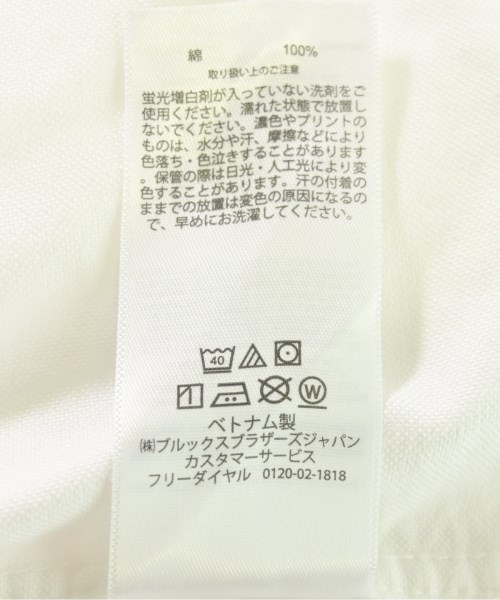 綿 100%
取り扱い上のご注意
蛍光増白剤が入っていない洗剤をご
使用ください。濡れた状態で放置し
ないでください。濃色やプリントの
ものは、水分や汗、摩擦などにより
色落ち・色泣きすることがあります
。保管の際は日光・人工光により変
色することがあります。汗の付着の
ままでの放置は変色の原因になるの
で、早めにお洗濯してください。
40
W
ベトナム製
㈱ブルックスブラザーズジャパン
カスタマーサービス
フリーダイヤル 0120-02-1818